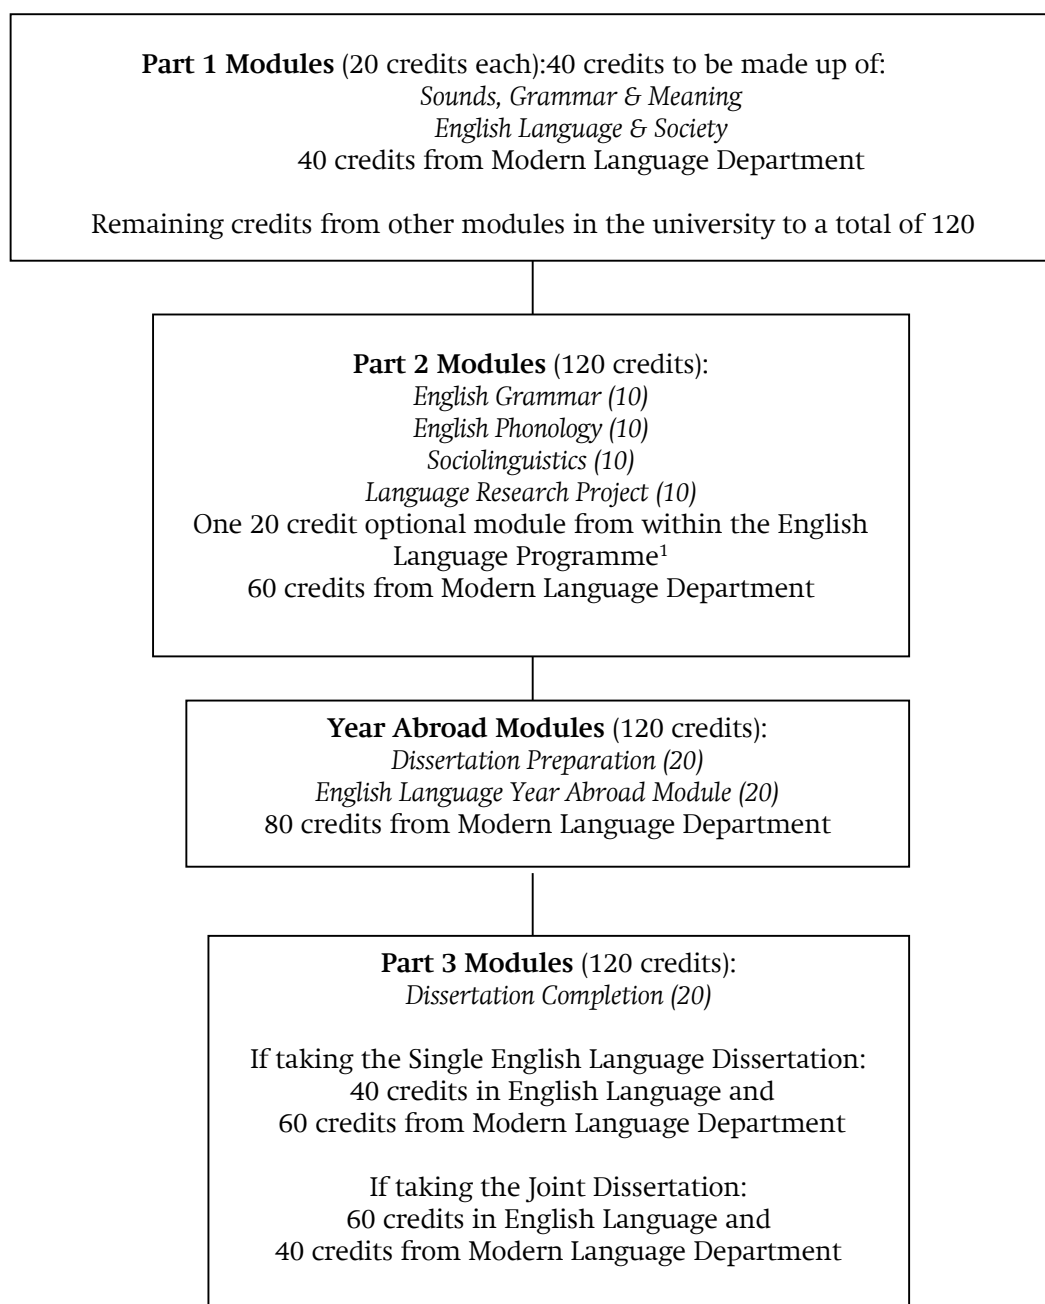 Part 1 Modules (20 credits each):40 credits to be made up of:
Sounds, Grammar & Meaning
English Language & Society
40 credits from Modern Language Department
Remaining credits from other modules in the university to a total of 120
Part 2 Modules (120 credits):
English Grammar (10)
English Phonology (10)
Sociolinguistics (10)
Language Research Project (10)
One 20 credit optional module from within the English
Language Programme¹
60 credits from Modern Language Department
Year Abroad Modules (120 credits):
Dissertation Preparation (20)
English Language Year Abroad Module (20)
80 credits from Modern Language Department
Part 3 Modules (120 credits):
Dissertation Completion (20)
If taking the Single English Language Dissertation:
40 credits in English Language and
60 credits from Modern Language Department
If taking the Joint Dissertation:
60 credits in English Language and
40 credits from Modern Language Department